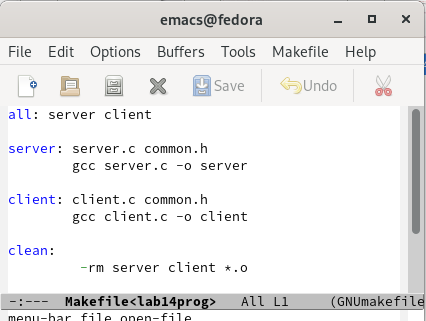 emacs@fedora
File Edit Options Buffers Tools Makefile Help
Save Undo
all: server client
server: server.c common.h
gcc server.c -o server
client: client.c common.h
gcc client.c -o client
clean:
-rm server client *.o
-:--- Makefile<lab14prog> All L1 (GNUmakefile
menu-bar file open-file